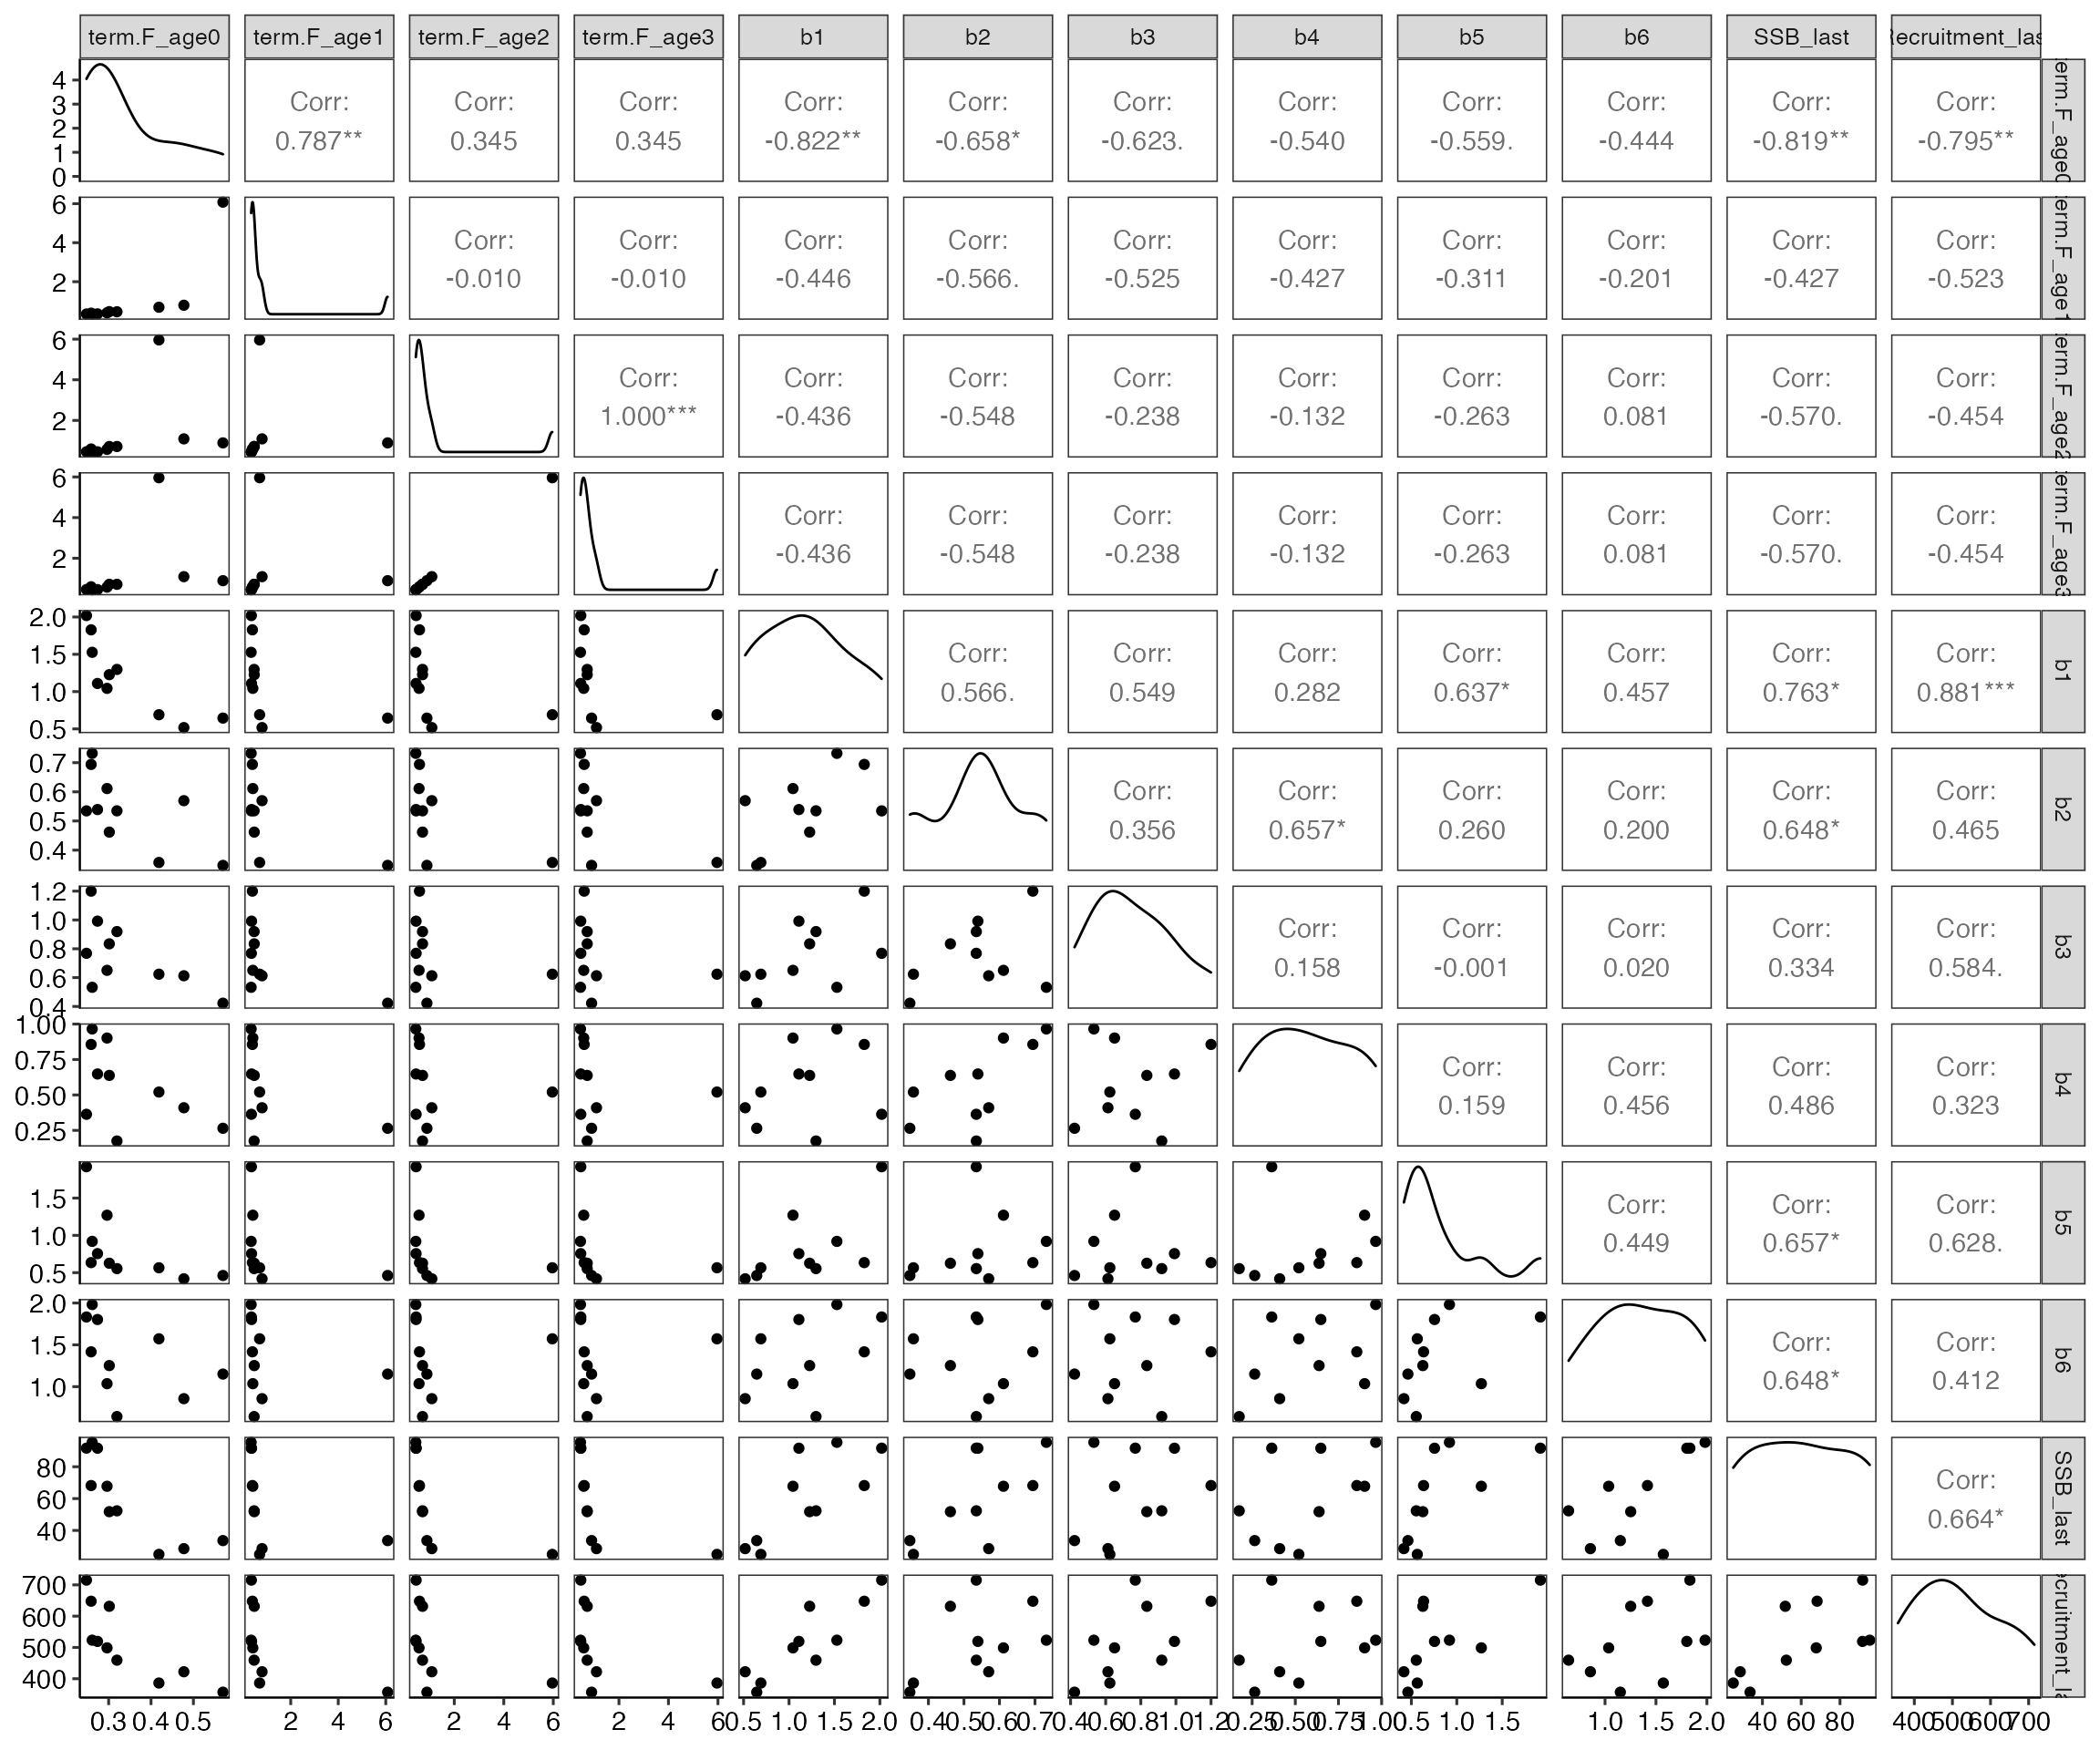 term.F_age0 term.F_age1 term.F_age2 term.F_age3 b1 b2 b3 b4 b5 b6 SSB_last Recruitment_las
4
3
2
1
0
Corr: Corr: Corr: Corr: Corr: Corr: Corr: Corr: Corr: Corr: Corr:
0.787** 0.345 0.345 -0.822** -0.658* -0.623. -0.540 -0.559. -0.444 -0.819** -0.795**
term.F_age0
6
4
2
Corr: Corr: Corr: Corr: Corr: Corr: Corr: Corr: Corr: Corr:
-0.010 -0.010 -0.446 -0.566. -0.525 -0.427 -0.311 -0.201 -0.427 -0.523
term.F_age1
6
4
2
Corr: Corr: Corr: Corr: Corr: Corr: Corr: Corr: Corr:
1.000*** -0.436 -0.548 -0.238 -0.132 -0.263 0.081 -0.570. -0.454
term.F_age2
6
4
2
Corr: Corr: Corr: Corr: Corr: Corr: Corr: Corr:
-0.436 -0.548 -0.238 -0.132 -0.263 0.081 -0.570. -0.454
term.F_age3
2.0
1.5
1.0
0.5
Corr: Corr: Corr: Corr: Corr: Corr: Corr:
0.566. 0.549 0.282 0.637* 0.457 0.763* 0.881***
b1
0.7
0.6
0.5
0.4
Corr: Corr: Corr: Corr: Corr: Corr:
0.356 0.657* 0.260 0.200 0.648* 0.465
b2
1.2
1.0
0.8
0.6
0.4
Corr: Corr: Corr: Corr: Corr:
0.158 -0.001 0.020 0.334 0.584.
b3
1.00
0.75
0.50
0.25
Corr: Corr: Corr: Corr:
0.159 0.456 0.486 0.323
b4
1.5
1.0
0.5
Corr: Corr: Corr:
0.449 0.657* 0.628.
b5
2.0
1.5
1.0
Corr: Corr:
0.648* 0.412
b6
80
60
40
Corr:
0.664*
SSB_last
700
600
500
400
ecruitment_la
0.3 0.4 0.5 2 4 6 2 4 6 2 4 6 0.5 1.0 1.5 2.0 0.4 0.5 0.6 0.7 0.4 0.6 0.8 1.0 1.2 0.25 0.50 0.75 1.00 0.5 1.0 1.5 1.0 1.5 2.0 40 60 80 400 500 600 700